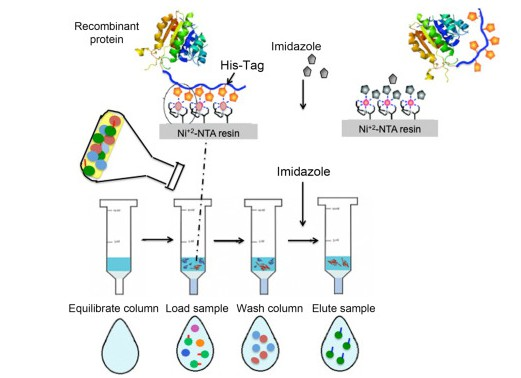 Recombinant
protein
Imidazole
His-Tag
Ni⁺²-NTA resin
Ni⁺²-NTA resin
Imidazole
Equilibrate column
Load sample
Wash column
Elute sample